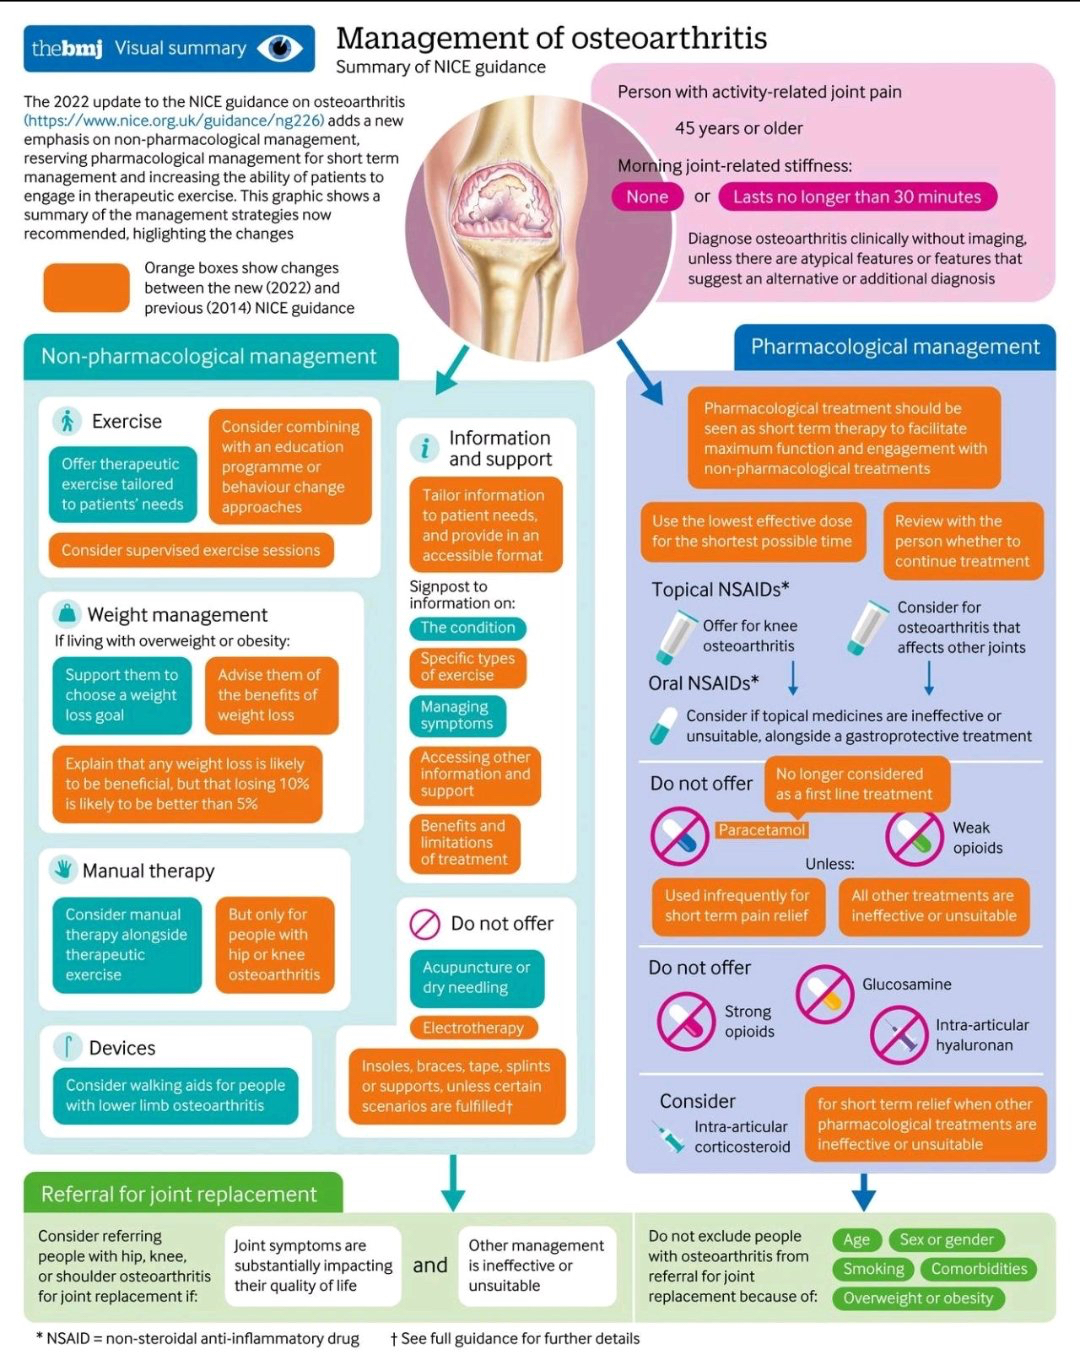 thebmj Visual summary
Management of osteoarthritis
Summary of NICE guidance
The 2022 update to the NICE guidance on osteoarthritis
(https://www.nice.org.uk/guidance/ng226) adds a new
emphasis on non-pharmacological management,
reserving pharmacological management for short term
management and increasing the ability of patients to
engage in therapeutic exercise. This graphic shows a
summary of the management strategies now
recommended, higlighting the changes
Orange boxes show changes
between the new (2022) and
previous (2014) NICE guidance
Person with activity-related joint pain
45 years or older
Morning joint-related stiffness:
None or Lasts no longer than 30 minutes
Diagnose osteoarthritis clinically without imaging,
unless there are atypical features or features that
suggest an alternative or additional diagnosis
Non-pharmacological management
Exercise
Offer therapeutic
exercise tailored
to patients' needs
Consider combining
with an education
programme or
behaviour change
approaches
Consider supervised exercise sessions
Weight management
If living with overweight or obesity:
Support them to
choose a weight
loss goal
Advise them of
the benefits of
weight loss
Explain that any weight loss is likely
to be beneficial, but that losing 10%
is likely to be better than 5%
Manual therapy
Consider manual
therapy alongside
therapeutic
exercise
But only for
people with
hip or knee
osteoarthritis
Devices
Consider walking aids for people
with lower limb osteoarthritis
Information
and support
Tailor information
to patient needs,
and provide in an
accessible format
Signpost to
information on:
The condition
Specific types
of exercise
Managing
symptoms
Accessing other
information and
support
Benefits and
limitations
of treatment
Do not offer
Acupuncture or
dry needling
Electrotherapy
Insoles, braces, tape, splints
or supports, unless certain
scenarios are fulfilled†
Pharmacological management
Pharmacological treatment should be
seen as short term therapy to facilitate
maximum function and engagement with
non-pharmacological treatments
Use the lowest effective dose
for the shortest possible time
Review with the
person whether to
continue treatment
Topical NSAIDs*
Offer for knee
osteoarthritis
Consider for
osteoarthritis that
affects other joints
Oral NSAIDs*
Consider if topical medicines are ineffective or
unsuitable, alongside a gastroprotective treatment
Do not offer
No longer considered
as a first line treatment
Paracetamol
Weak
opioids
Unless:
Used infrequently for
short term pain relief
All other treatments are
ineffective or unsuitable
Do not offer
Strong
opioids
Glucosamine
Intra-articular
hyaluronan
Consider
Intra-articular
corticosteroid
for short term relief when other
pharmacological treatments are
ineffective or unsuitable
Referral for joint replacement
Consider referring
people with hip, knee,
or shoulder osteoarthritis
for joint replacement if:
Joint symptoms are
substantially impacting
their quality of life
and
Other management
is ineffective or
unsuitable
Do not exclude people
with osteoarthritis from
referral for joint
replacement because of:
Age Sex or gender
Smoking Comorbidities
Overweight or obesity
* NSAID = non-steroidal anti-inflammatory drug † See full guidance for further details